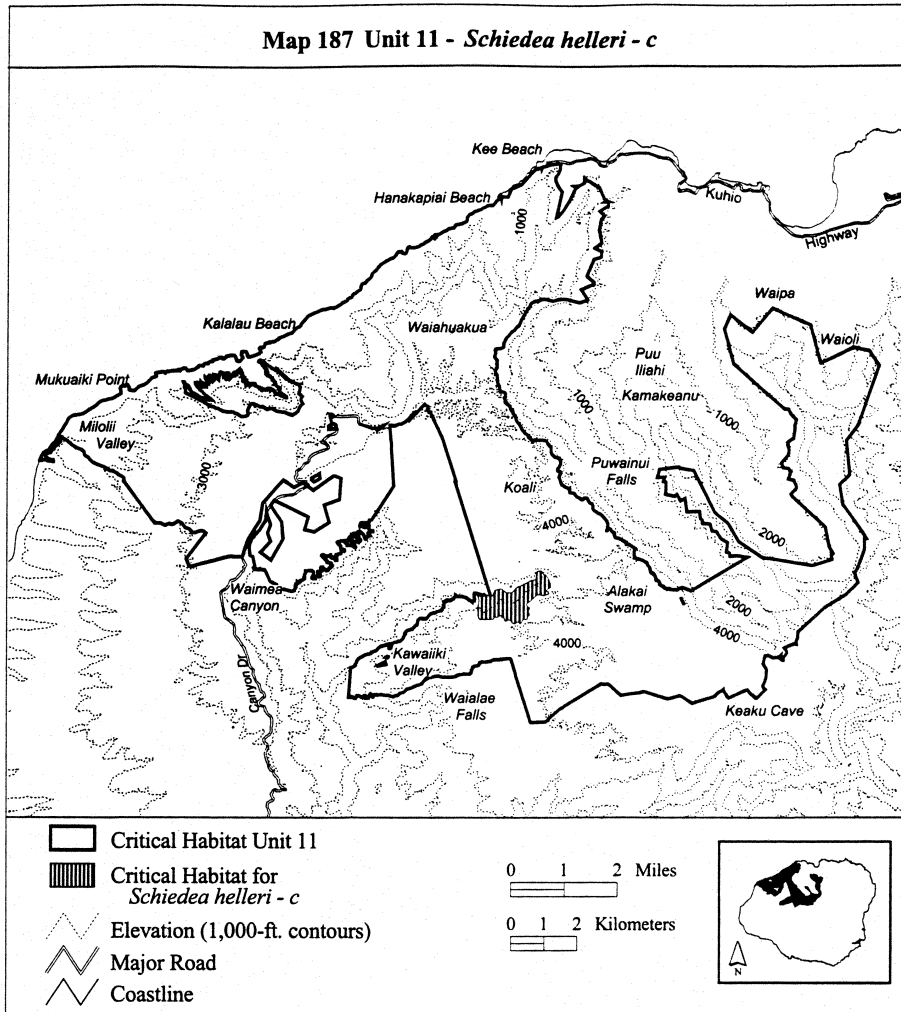 Map 187 Unit 11 - Schiedea helleri - c
Kee Beach
Hanakapiai Beach
Kuhio
Highway
1000
Waipa
Kalalau Beach
Waiahuakua
Waioli
Puu
Iliahi
Mukuaiki Point
Kamakeanu
1000
1000
Milolii
Valley
3000
Puwainui
Falls
Koali
4000
2000
Waimea
Canyon
Alakai
Swamp
2000
4000
4000
Kawaiiki
Valley
Canyon Dr
Waialae
Falls
Keaku Cave
Critical Habitat Unit 11
Critical Habitat for
Schiedea helleri - c
Elevation (1,000-ft. contours)
Major Road
Coastline
0 1 2 Miles
0 1 2 Kilometers
N